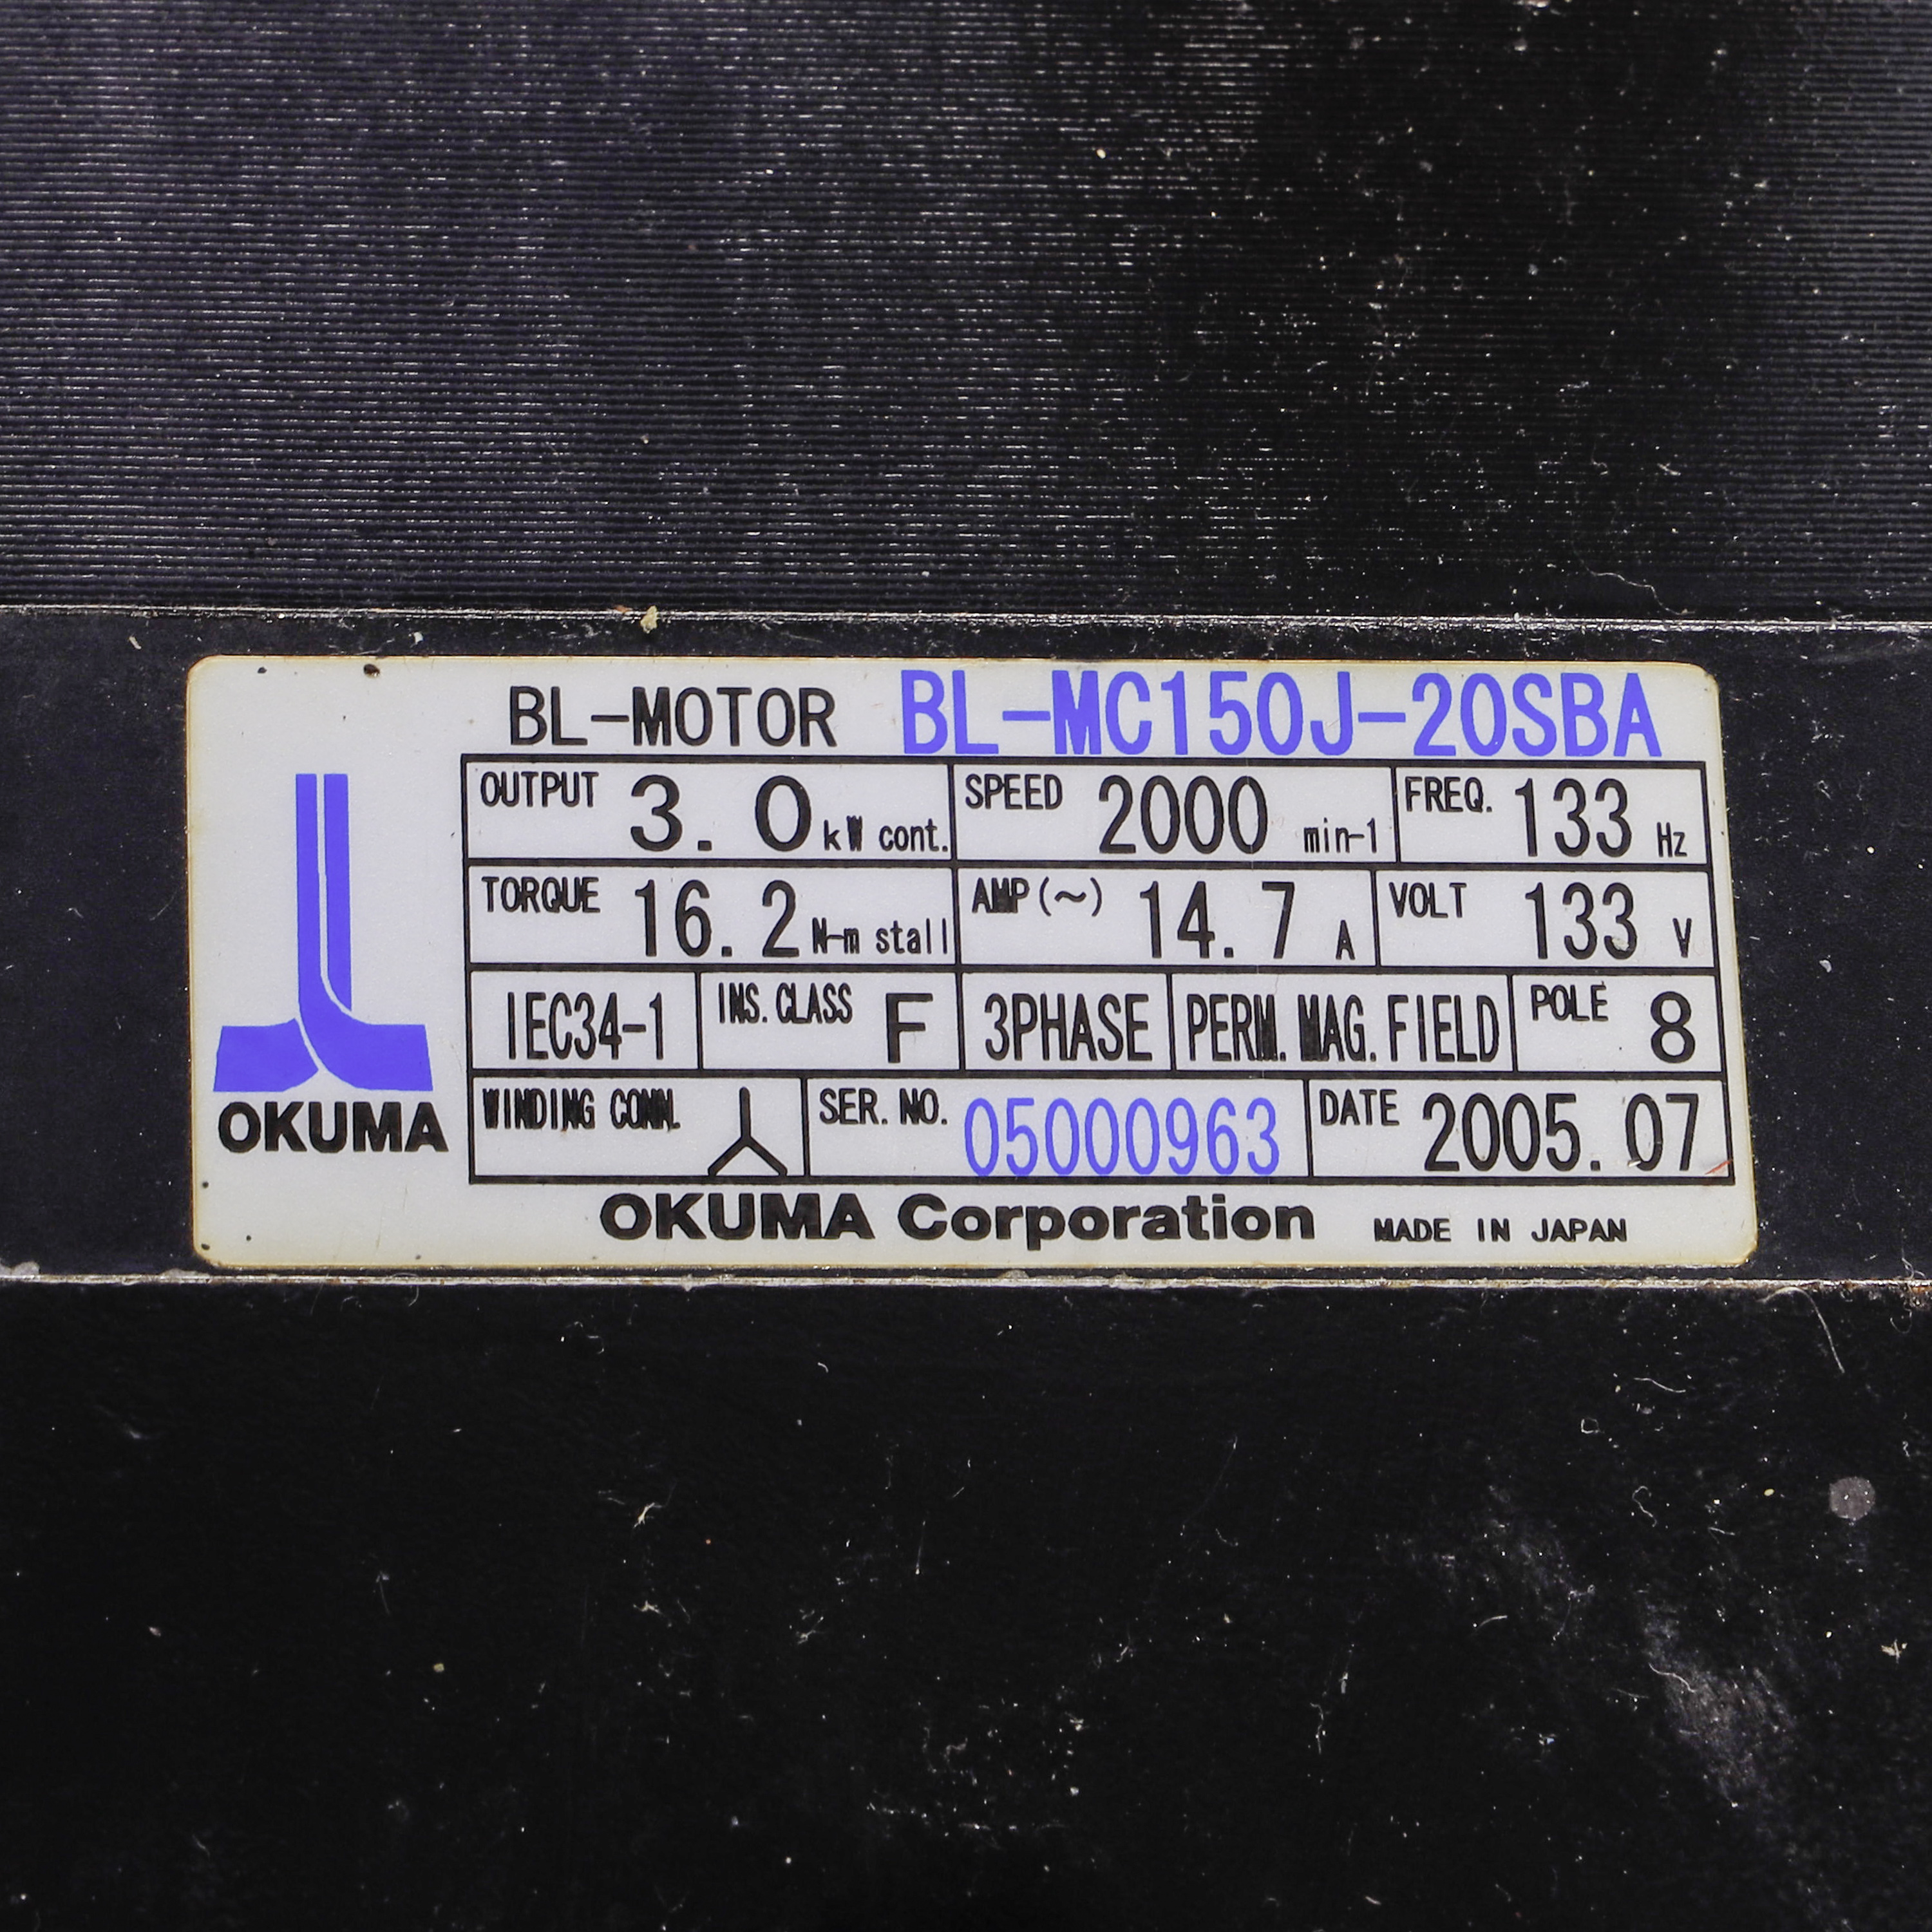 BL-MOTOR BL-MC150J-20SBA
OUTPUT 3.0 kW cont. SPEED 2000 min-1 FREQ. 133 Hz
TORQUE 16.2 N-m stall AMP(~) 14.7 A VOLT 133 V
IEC34-1 INS. CLASS F 3PHASE PERM. MAG. FIELD POLE 8
WINDING CONN. SER. NO. 05000963 DATE 2005.07
OKUMA
OKUMA Corporation MADE IN JAPAN